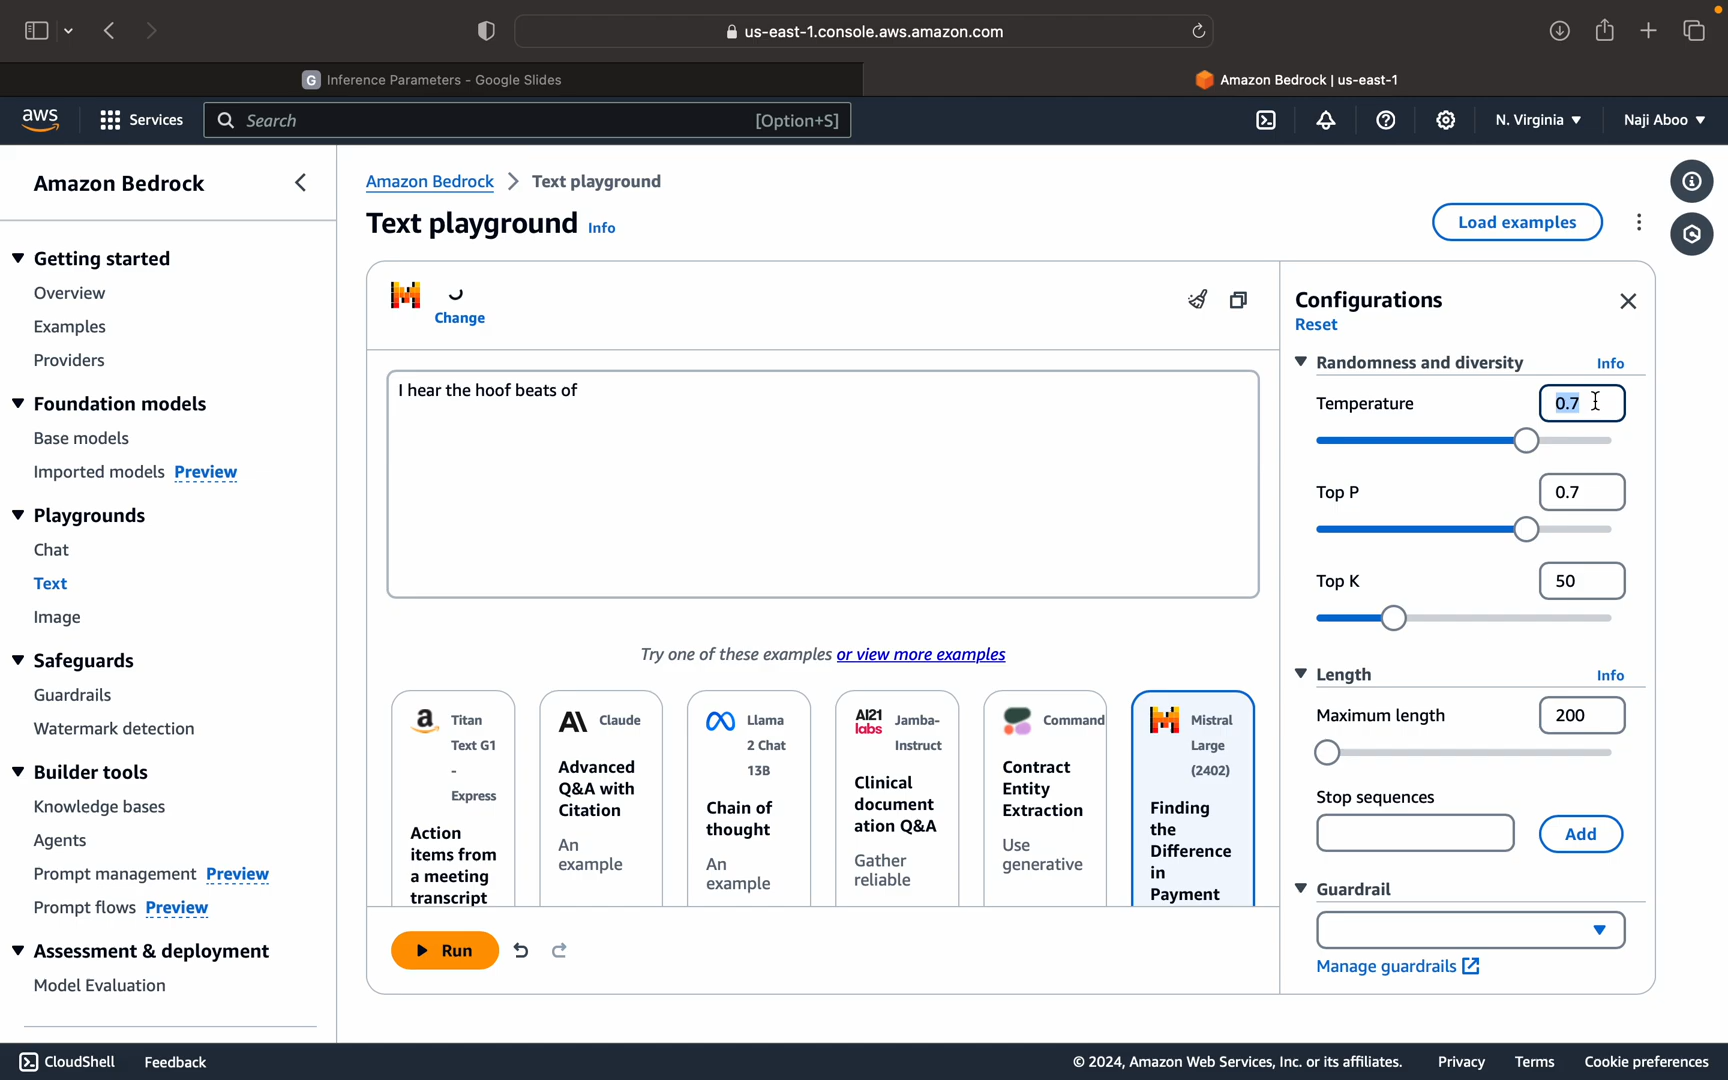 us-east-1.console.aws.amazon.com
G Inference Parameters - Google Slides
Amazon Bedrock | us-east-1
aws
Services
Search
[Option+S]
N. Virginia
Naji Aboo
Amazon Bedrock
Getting started
Overview
Examples
Providers
Foundation models
Base models
Imported models Preview
Playgrounds
Chat
Text
Image
Safeguards
Guardrails
Watermark detection
Builder tools
Knowledge bases
Agents
Prompt management Preview
Prompt flows Preview
Assessment & deployment
Model Evaluation
Amazon Bedrock > Text playground
Text playground Info
Load examples
Change
I hear the hoof beats of
Try one of these examples or view more examples
a
Titan
Text G1
-
Express
Action
items from
a meeting
transcript
Claude
Advanced
Q&A with
Citation
An
example
Llama
2 Chat
13B
Chain of
thought
An
example
AI21
labs
Jamba-
Instruct
Clinical
document
ation Q&A
Gather
reliable
Command
Contract
Entity
Extraction
Use
generative
Mistral
Large
(2402)
Finding
the
Difference
in
Payment
Run
Configurations
Reset
Randomness and diversity Info
Temperature 0.7
Top P 0.7
Top K 50
Length Info
Maximum length 200
Stop sequences
Add
Guardrail
Manage guardrails
CloudShell
Feedback
© 2024, Amazon Web Services, Inc. or its affiliates.
Privacy
Terms
Cookie preferences